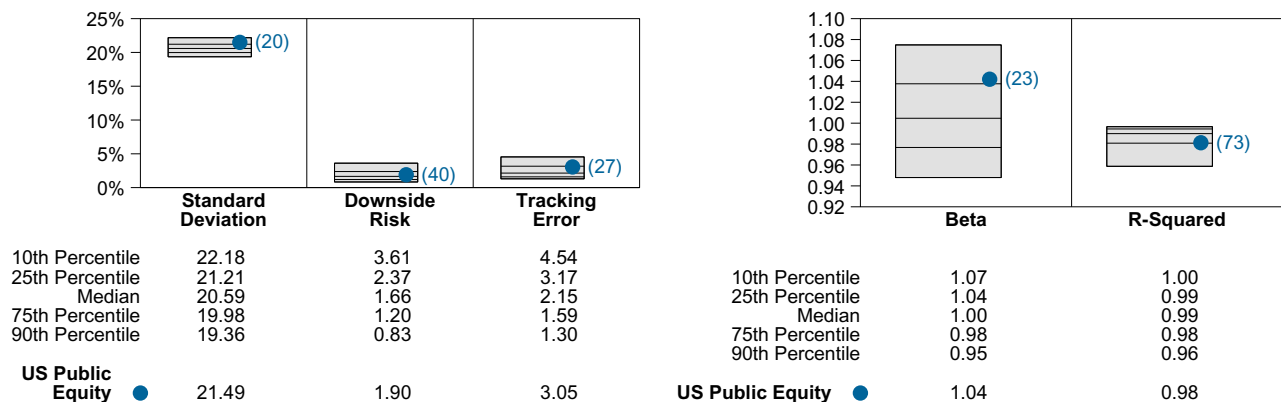 25%
20%
15%
10%
5%
0%
(20)
(40)
(27)
Standard Deviation
Downside Risk
Tracking Error
10th Percentile 22.18 3.61 4.54
25th Percentile 21.21 2.37 3.17
Median 20.59 1.66 2.15
75th Percentile 19.98 1.20 1.59
90th Percentile 19.36 0.83 1.30
US Public
Equity 21.49 1.90 3.05
1.10
1.08
1.06
1.04
1.02
1.00
0.98
0.96
0.94
0.92
(23)
(73)
Beta R-Squared
10th Percentile 1.07 1.00
25th Percentile 1.04 0.99
Median 1.00 0.99
75th Percentile 0.98 0.98
90th Percentile 0.95 0.96
US Public Equity 1.04 0.98